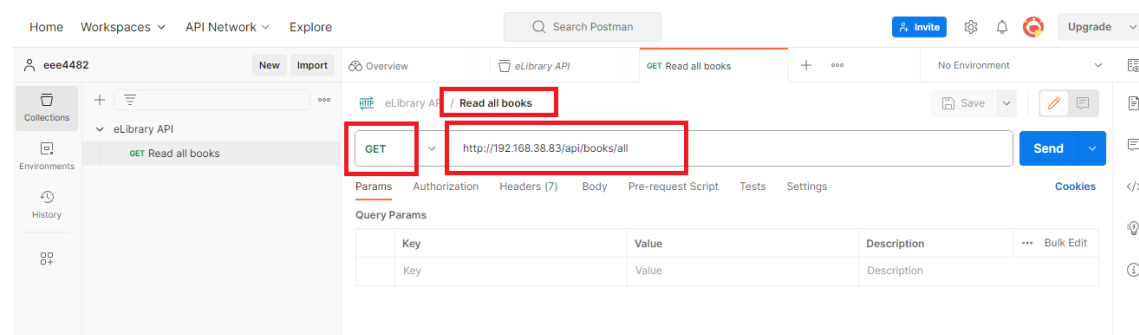 Home Workspaces API Network Explore Search Postman Invite Upgrade
eee4482 New Import Overview eLibrary API GET Read all books No Environment
Collections
Environments
History
eLibrary API
GET Read all books
HTTP eLibrary AP / Read all books Save
GET http://192.168.38.83/api/books/all Send
Params Authorization Headers (7) Body Pre-request Script Tests Settings Cookies
Query Params
Key Value Description Bulk Edit
Key Value Description